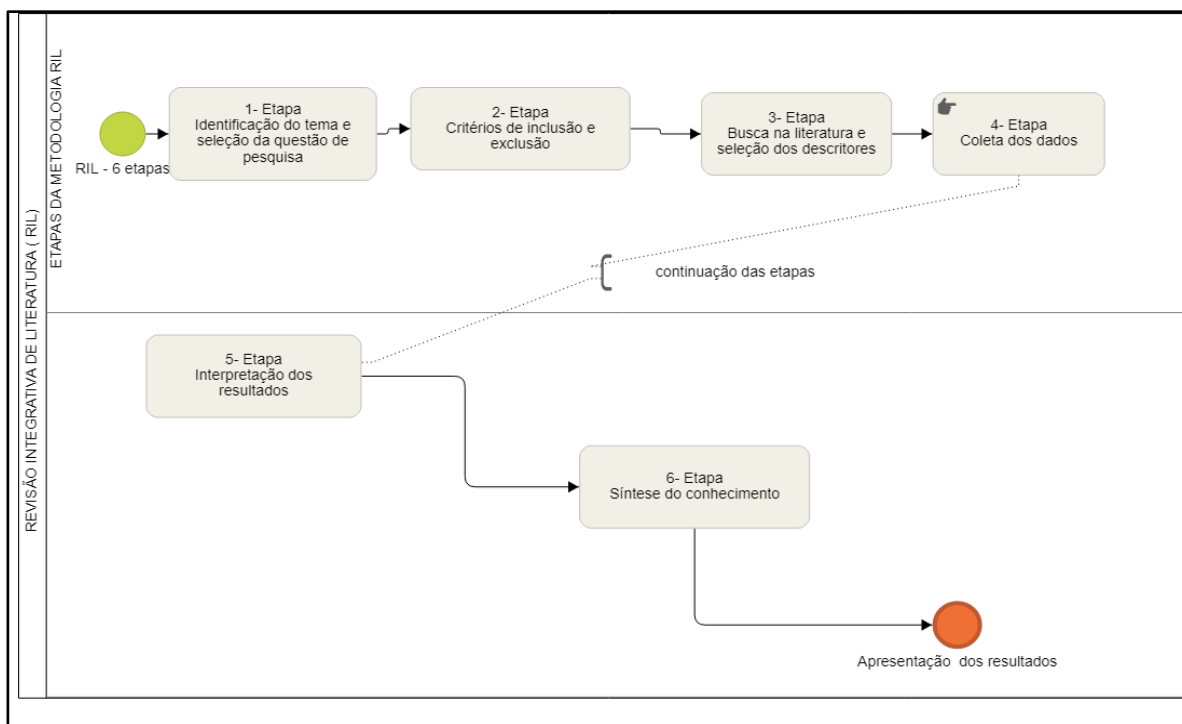 REVISÃO INTEGRATIVA DE LITERATURA ( RIL)
ETAPAS DA METODOLOGIA RIL
RIL - 6 etapas
1- Etapa
Identificação do tema e
seleção da questão de
pesquisa
2- Etapa
Critérios de inclusão e
exclusão
3- Etapa
Busca na literatura e
seleção dos descritores
4- Etapa
Coleta dos dados
continuação das etapas
5- Etapa
Interpretação dos
resultados
6- Etapa
Síntese do conhecimento
Apresentação dos resultados